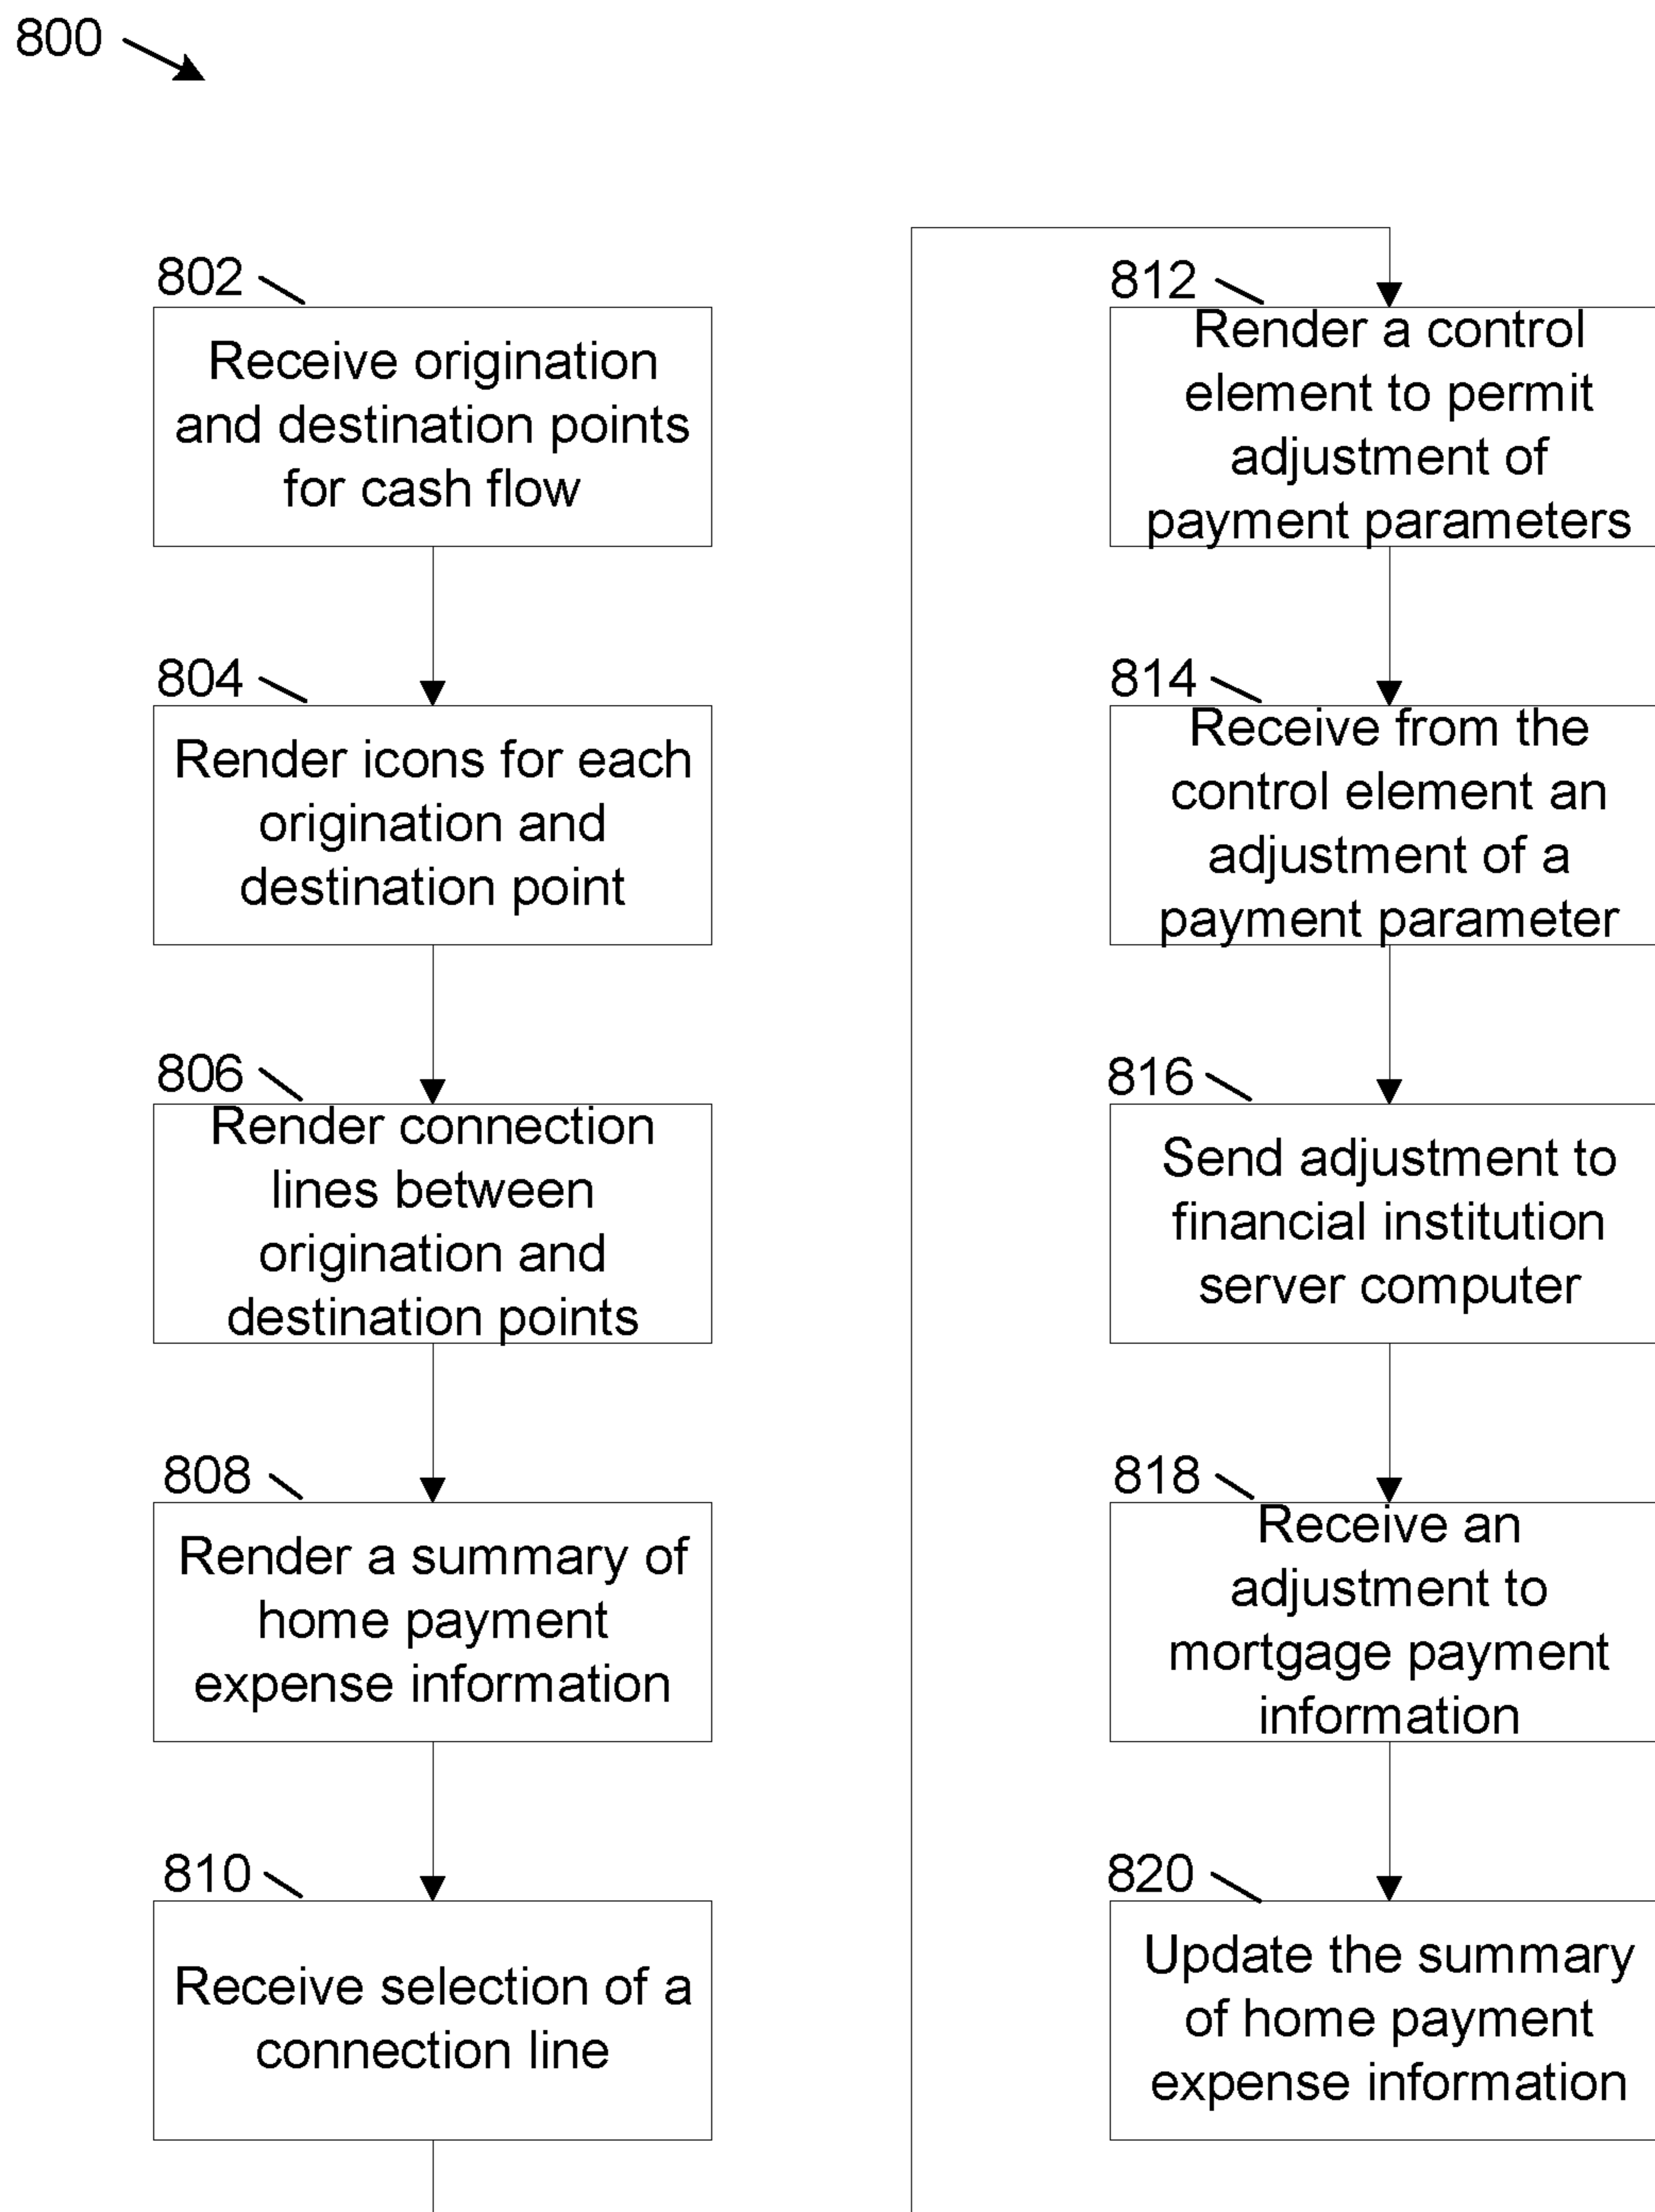 800
802
Receive origination
and destination points
for cash flow
804
Render icons for each
origination and
destination point
806
Render connection
lines between
origination and
destination points
808
Render a summary of
home payment
expense information
810
Receive selection of a
connection line
812
Render a control
element to permit
adjustment of
payment parameters
814
Receive from the
control element an
adjustment of a
payment parameter
816
Send adjustment to
financial institution
server computer
818
Receive an
adjustment to
mortgage payment
information
820
Update the summary
of home payment
expense information